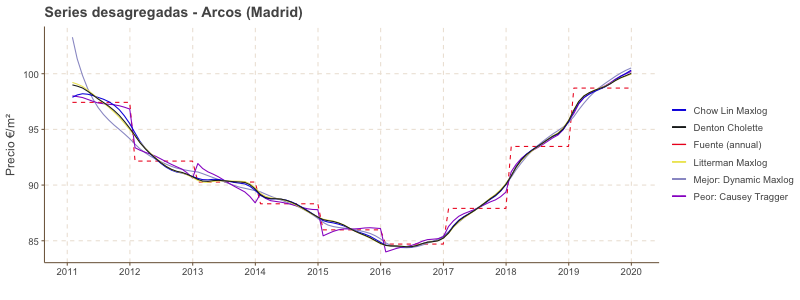 Series desagregadas - Arcos (Madrid)
Precio €/m²
100
95
90
85
2011 2012 2013 2014 2015 2016 2017 2018 2019 2020
Chow Lin Maxlog
Denton Cholette
Fuente (annual)
Litterman Maxlog
Mejor: Dynamic Maxlog
Peor: Causey Tragger